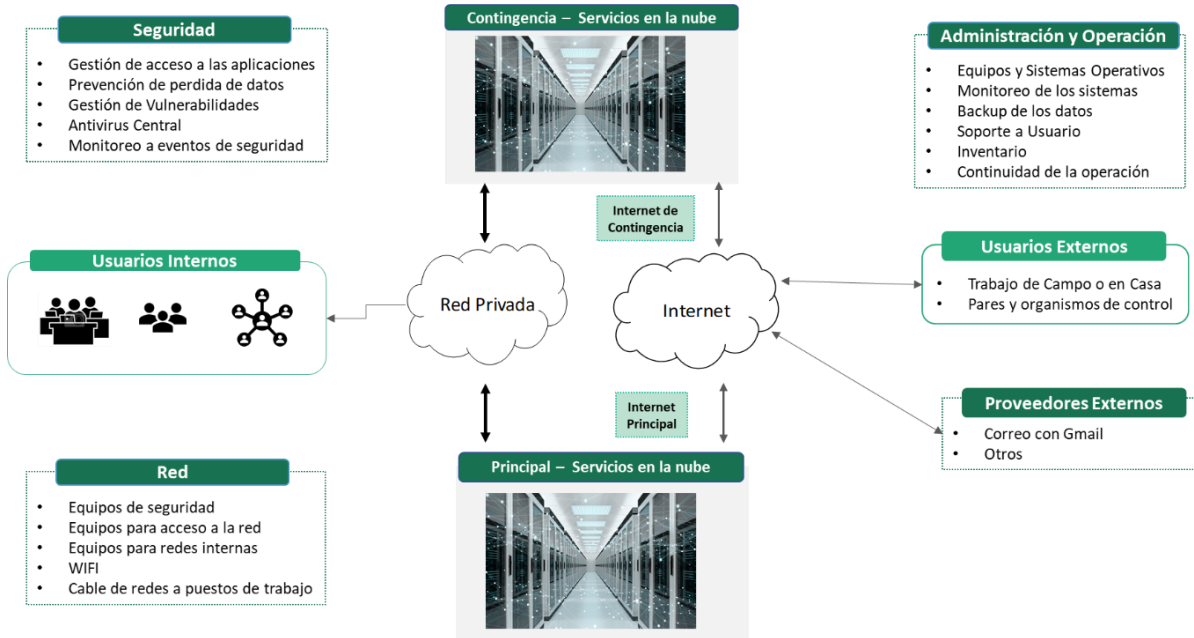 Contingencia – Servicios en la nube
Seguridad
• Gestión de acceso a las aplicaciones
• Prevención de perdida de datos
• Gestión de Vulnerabilidades
• Antivirus Central
• Monitoreo a eventos de seguridad
Administración y Operación
• Equipos y Sistemas Operativos
• Monitoreo de los sistemas
• Backup de los datos
• Soporte a Usuario
• Inventario
• Continuidad de la operación
Internet de
Contingencia
Usuarios Internos
Red Privada
Internet
Usuarios Externos
• Trabajo de Campo o en Casa
• Pares y organismos de control
Internet
Principal
Proveedores Externos
• Correo con Gmail
• Otros
Red
• Equipos de seguridad
• Equipos para acceso a la red
• Equipos para redes internas
• WIFI
• Cable de redes a puestos de trabajo
Principal – Servicios en la nube